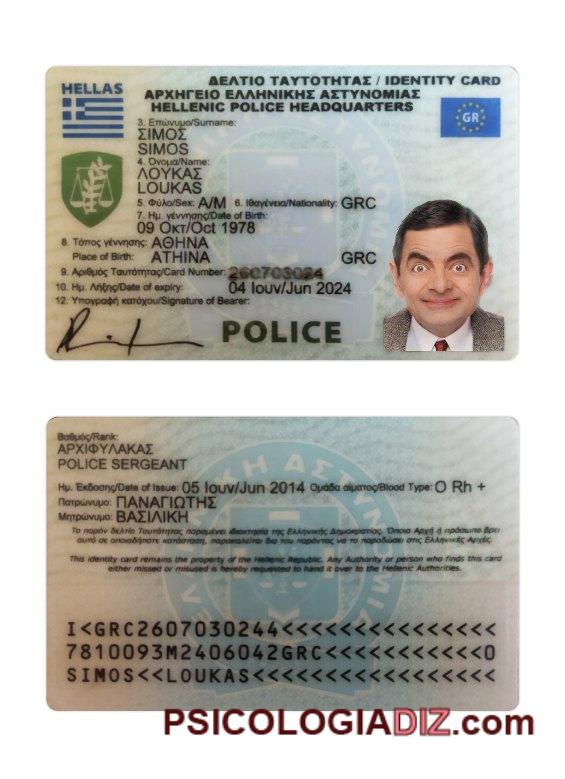 HELLAS
ΔΕΛΤΙΟ ΤΑΥΤΟΤΗΤΑΣ / IDENTITY CARD
ΑΡΧΗΓΕΙΟ ΕΛΛΗΝΙΚΗΣ ΑΣΤΥΝΟΜΙΑΣ
HELLENIC POLICE HEADQUARTERS
GR
3. Επώνυμο/Surname:
ΣΙΜΟΣ
SIMOS
4. Όνομα/Name:
ΛΟΥΚΑΣ
LOUKAS
5. Φύλο/Sex: Α/M 6. Ιθαγένεια/Nationality: GRC
7. Ημ. γέννησης/Date of Birth:
09 Οκτ/Oct 1978
8. Τόπος γέννησης: ΑΘΗΝΑ
Place of Birth: ATHINA GRC
9. Αριθμός Ταυτότητας/Card Number: 260703024
10. Ημ. Λήξης/Date of expiry: 04 Ιουν/Jun 2024
12. Υπογραφή κατόχου/Signature of Bearer:
POLICE
Βαθμός/Rank:
ΑΡΧΙΦΥΛΑΚΑΣ
POLICE SERGEANT
Ημ. Έκδοσης/Date of Issue: 05 Ιουν/Jun 2014 Ομάδα αίματος/Blood Type: O Rh +
Πατρώνυμο: ΠΑΝΑΓΙΩΤΗΣ
Μητρώνυμο: ΒΑΣΙΛΙΚΗ
Το παρόν δελτίο Ταυτότητας παραμένει ιδιοκτησία της Ελληνικής Δημοκρατίας. Όποια Αρχή ή πρόσωπο βρει
αυτό σε οποιαδήποτε κατάσταση, παρακαλείται δια του παρόντος να το παραδώσει στις Ελληνικές Αρχές.
This identity card remains the property of the Hellenic Republic. Any Authority or person who finds this card
either missed or misused is hereby requested to hand it over to the Hellenic Authorities.
I<GRC2607030244<<<<<<<<<<<<<<<
7810093M2406042GRC<<<<<<<<<<<0
SIMOS<<LOUKAS<<<<<<<<<<<<<<<<<
PSICOLOGIADIZ.com